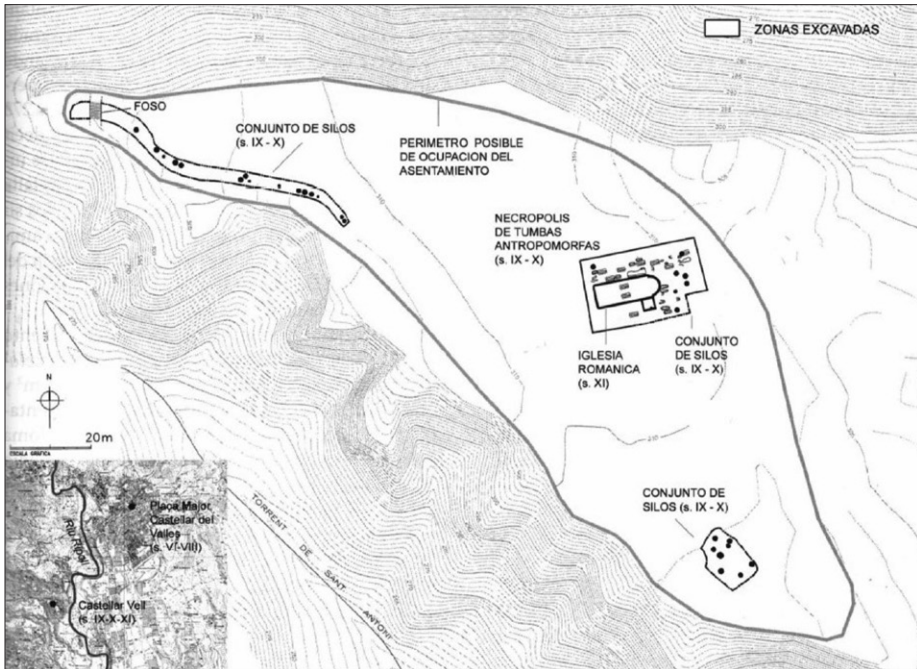 ZONAS EXCAVADAS
FOSO
CONJUNTO DE SILOS
(s. IX - X)
PERIMETRO POSIBLE
DE OCUPACION DEL
ASENTAMIENTO
NECROPOLIS
DE TUMBAS
ANTROPOMORFAS
(s. IX - X)
IGLESIA
ROMANICA
(s. XI)
CONJUNTO
DE SILOS
(s. IX - X)
CONJUNTO DE
SILOS (s. IX - X)
N
20m
ESCALA GRÀFICA
TORRENT DE SANT ANTONI
Riu Ripoll
Plaça Major
Castellar del
Vallès
(s. VI-VIII)
Castellar Vell
(s. IX-X-XI)